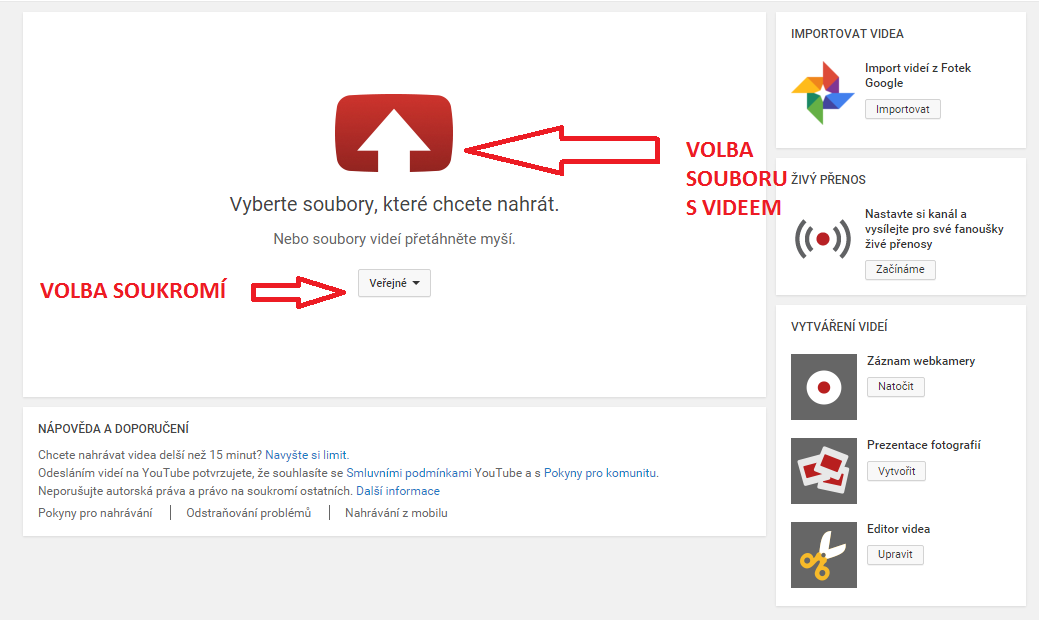 Vyberte soubory, které chcete nahrát.
Nebo soubory videí přetáhněte myší.
Veřejné
VOLBA SOUKROMÍ
VOLBA
SOUBORU
S VIDEEM
NÁPOVĚDA A DOPORUČENÍ
Chcete nahrávat videa delší než 15 minut? Navyšte si limit.
Odesláním videí na YouTube potvrzujete, že souhlasíte se Smluvními podmínkami YouTube a s Pokyny pro komunitu.
Neporušujte autorská práva a právo na soukromí ostatních. Další informace
Pokyny pro nahrávání | Odstraňování problémů | Nahrávání z mobilu
IMPORTOVAT VIDEA
Import videí z Fotek
Google
Importovat
ŽIVÝ PŘENOS
Nastavte si kanál a
vysílejte pro své fanoušky
živé přenosy
Začínáme
VYTVÁŘENÍ VIDEÍ
Záznam webkamery
Natočit
Prezentace fotografií
Vytvořit
Editor videa
Upravit